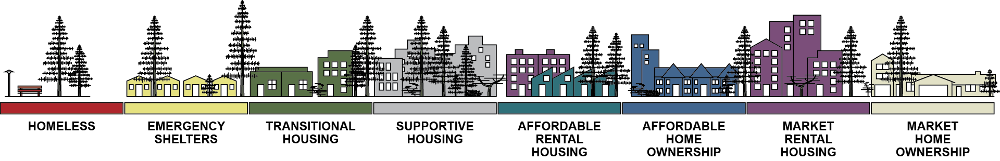 HOMELESS
EMERGENCY
SHELTERS
TRANSITIONAL
HOUSING
SUPPORTIVE
HOUSING
AFFORDABLE
RENTAL
HOUSING
AFFORDABLE
HOME
OWNERSHIP
MARKET
RENTAL
HOUSING
MARKET
HOME
OWNERSHIP